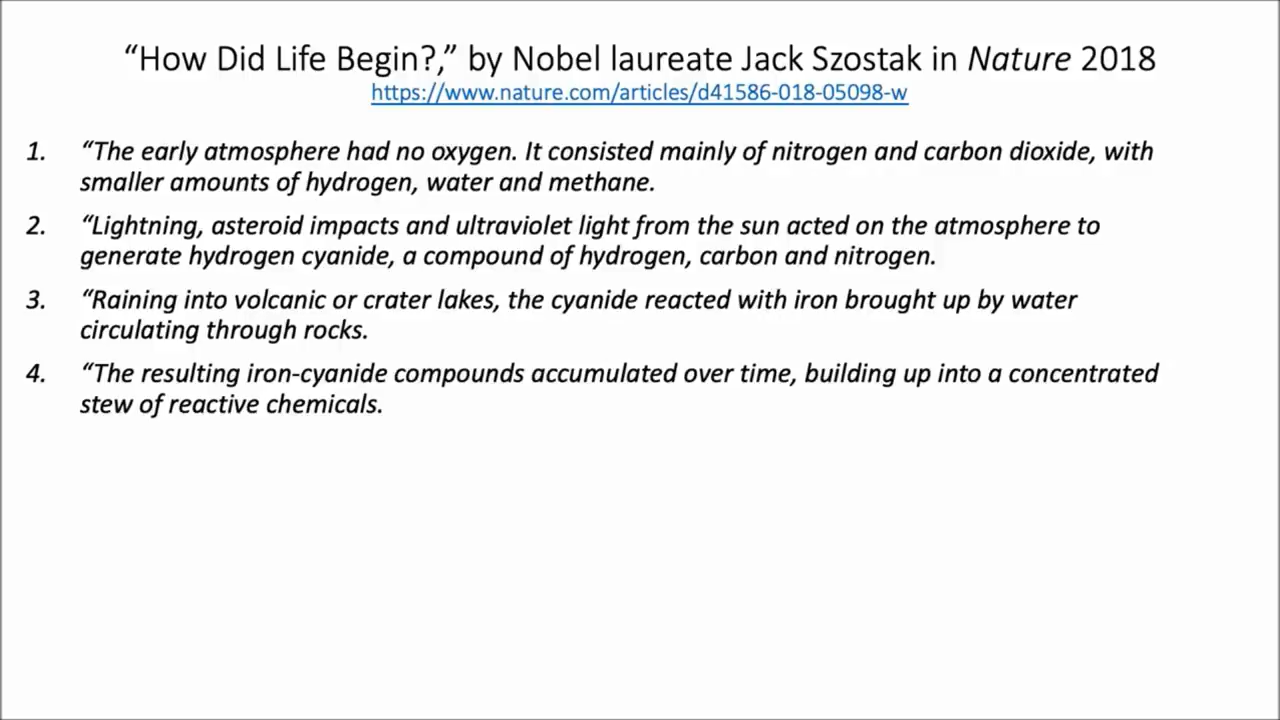 “How Did Life Begin?,” by Nobel laureate Jack Szostak in Nature 2018
https://www.nature.com/articles/d41586-018-05098-w
1. “The early atmosphere had no oxygen. It consisted mainly of nitrogen and carbon dioxide, with
smaller amounts of hydrogen, water and methane.
2. “Lightning, asteroid impacts and ultraviolet light from the sun acted on the atmosphere to
generate hydrogen cyanide, a compound of hydrogen, carbon and nitrogen.
3. “Raining into volcanic or crater lakes, the cyanide reacted with iron brought up by water
circulating through rocks.
4. “The resulting iron-cyanide compounds accumulated over time, building up into a concentrated
stew of reactive chemicals.